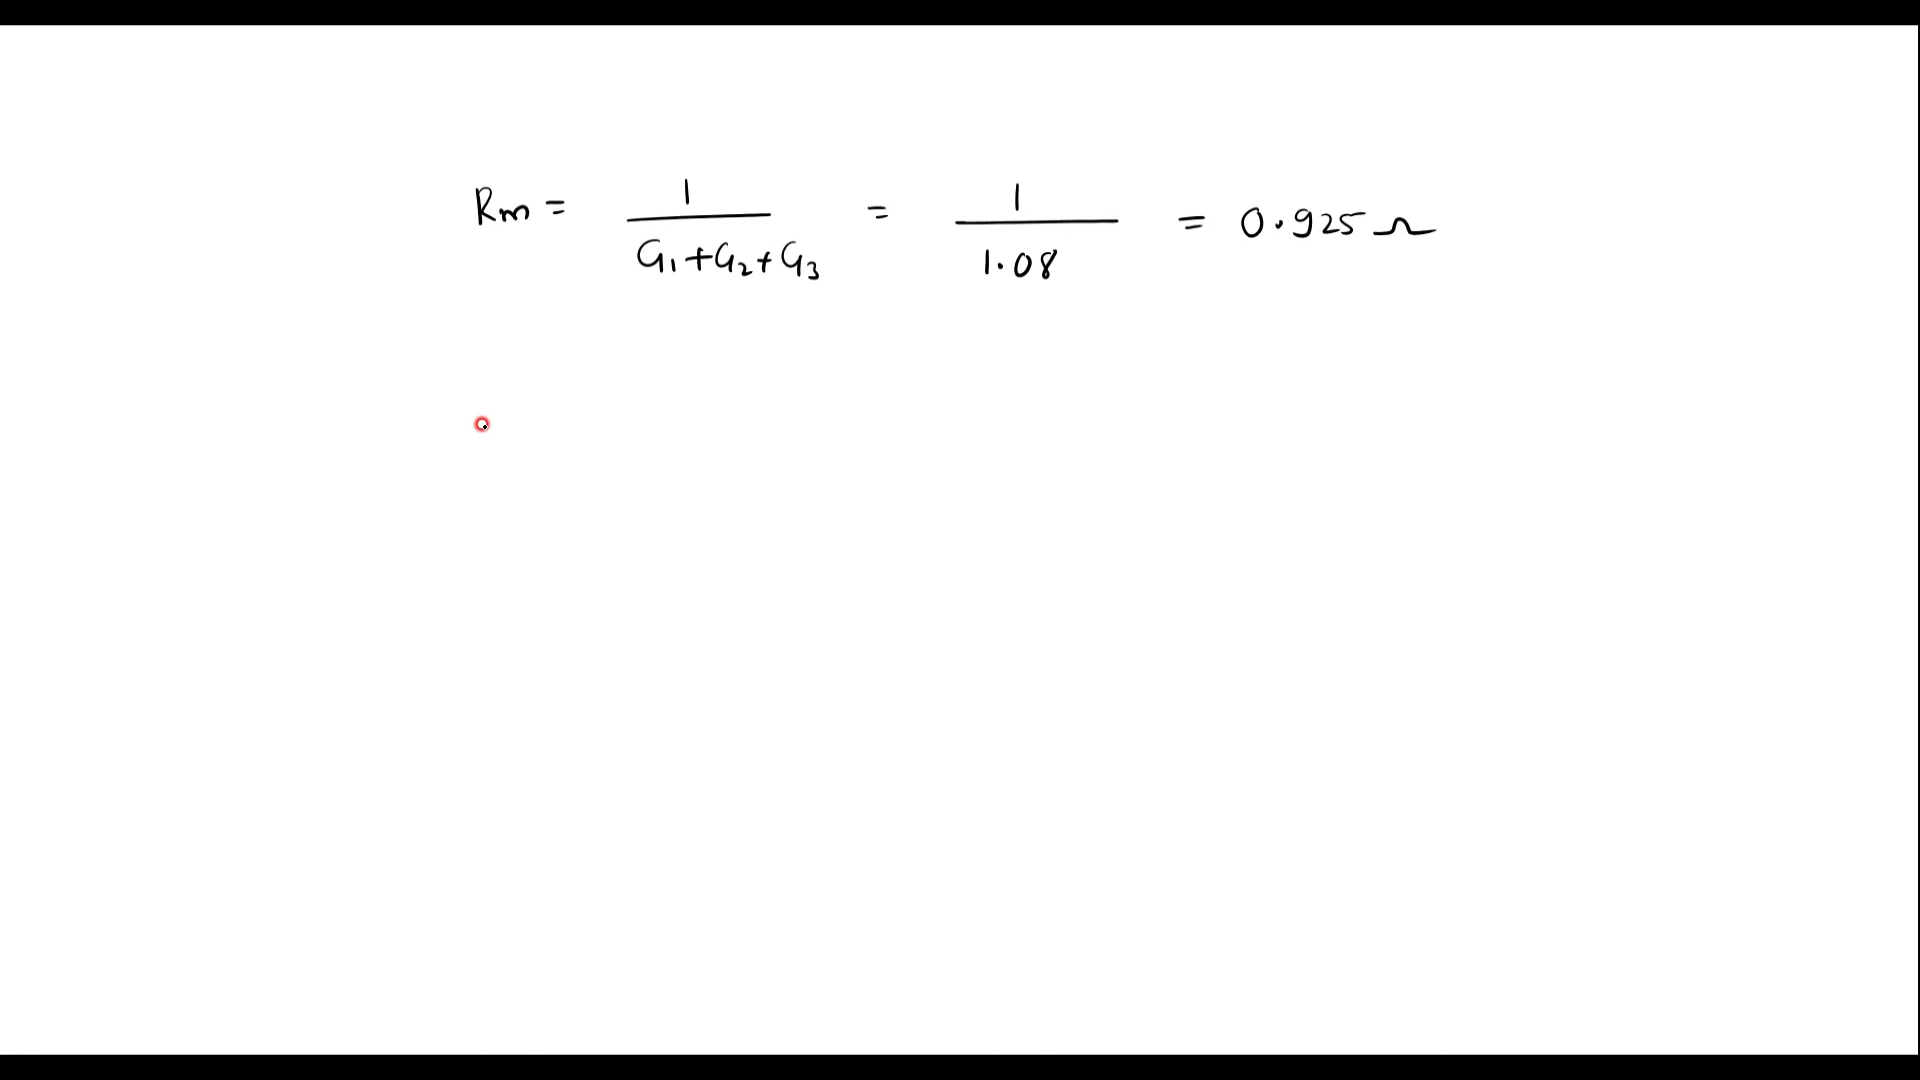 Rm = 1/(G₁+G₂+G₃) = 1/1.08 = 0.925 Ω